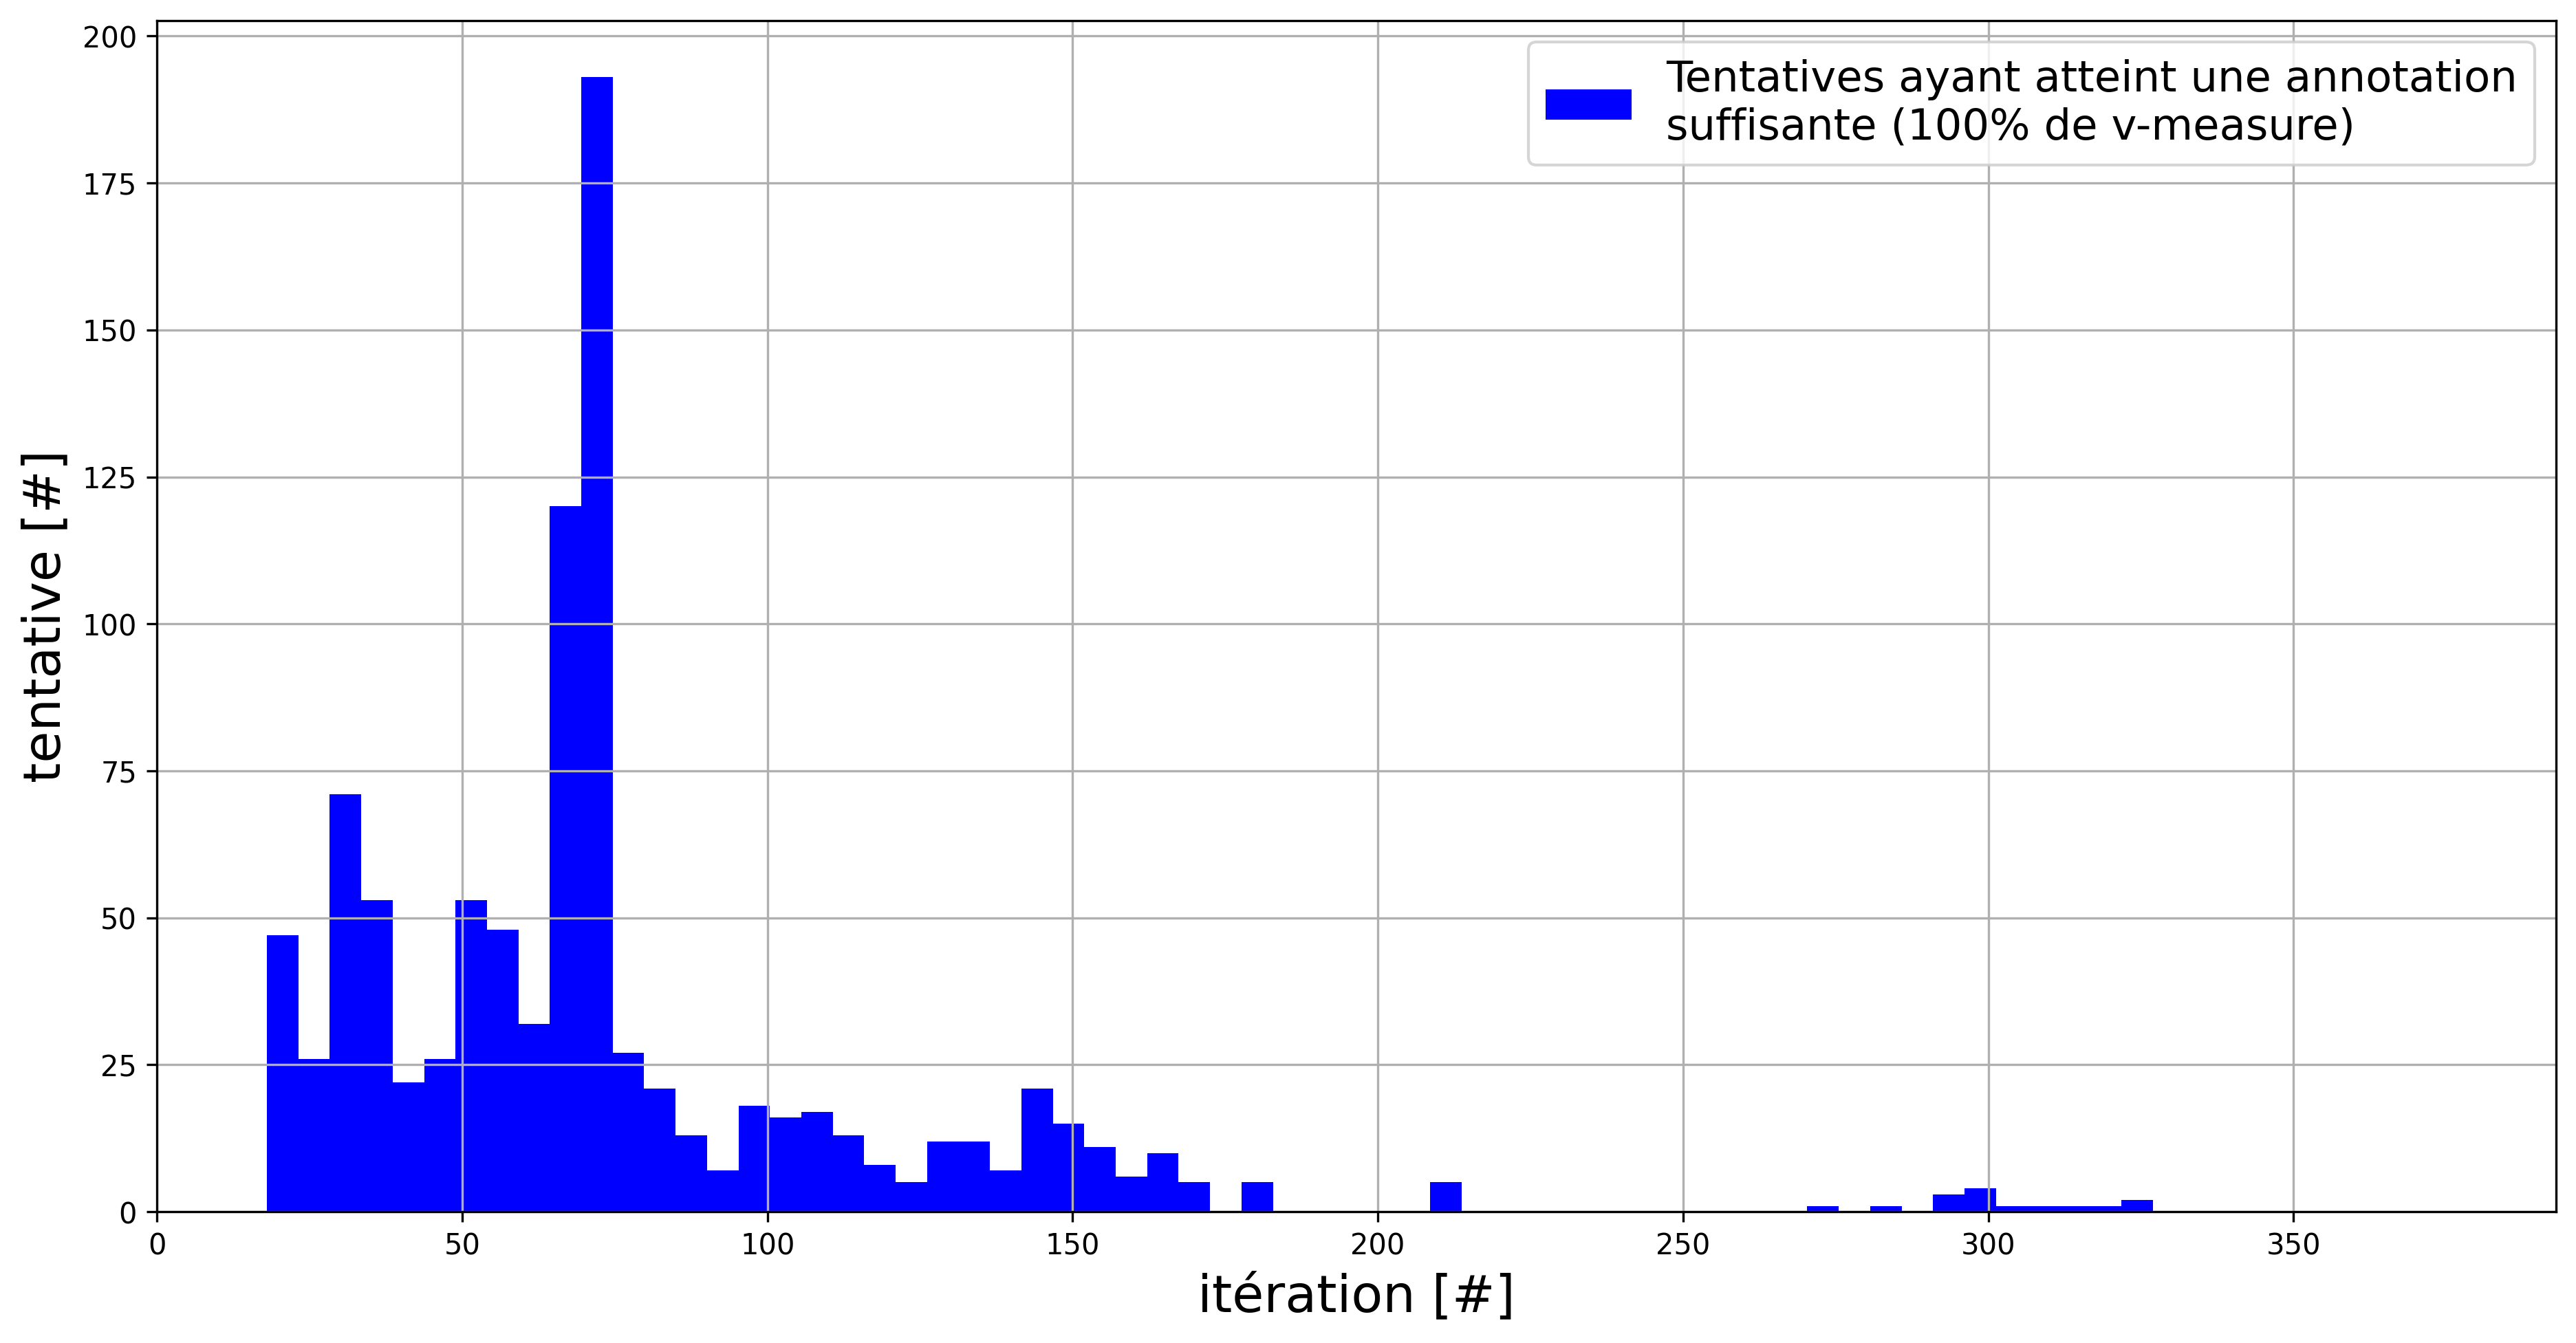 200
175
150
125
100
75
50
25
0
tentative [#]
Tentatives ayant atteint une annotation
suffisante (100% de v-measure)
0 50 100 150 200 250 300 350
itération [#]